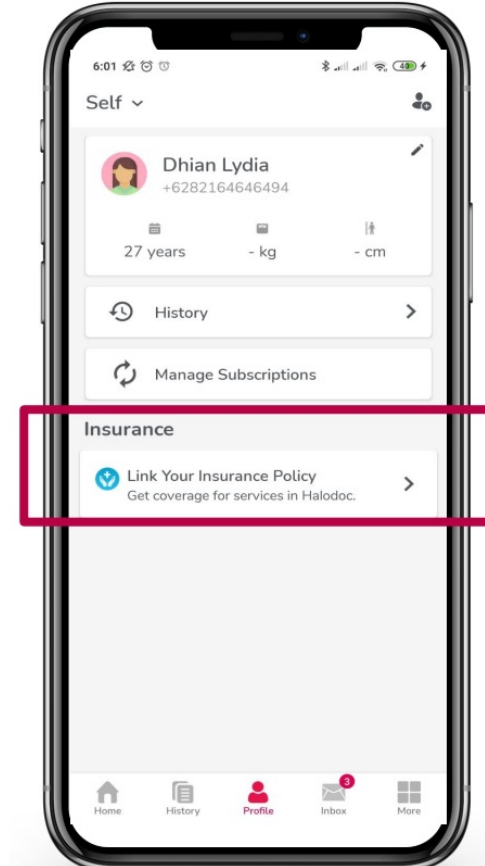 6:01
40
Self
Dhian Lydia
+6282164646494
27 years
- kg
- cm
History
Manage Subscriptions
Insurance
Link Your Insurance Policy
Get coverage for services in Halodoc.
3
Home
History
Profile
Inbox
More